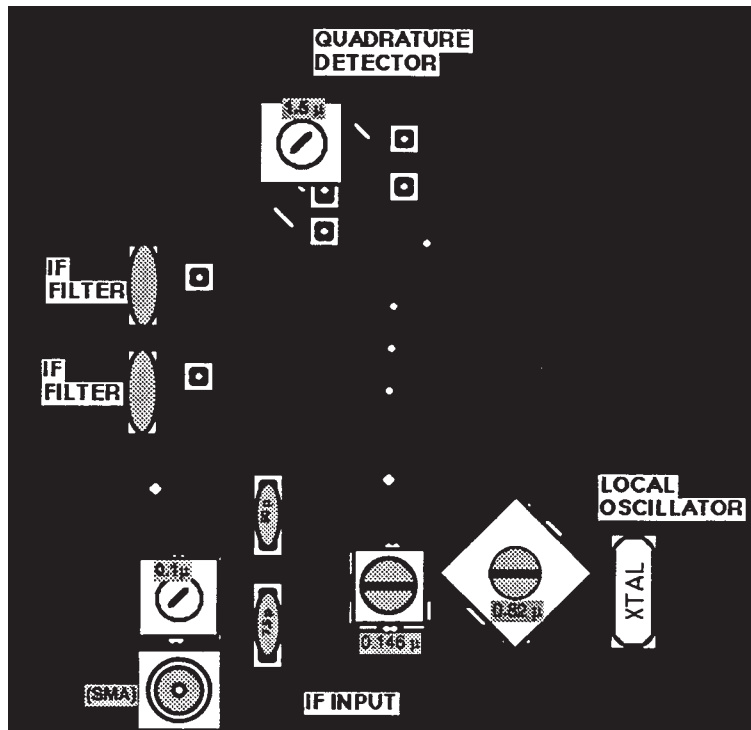 QUADRATURE
DETECTOR
1.5 µ
IF
FILTER
IF
FILTER
LOCAL
OSCILLATOR
0.1µ
XTAL
0.82 µ
0.146 µ
(SMA)
IF INPUT